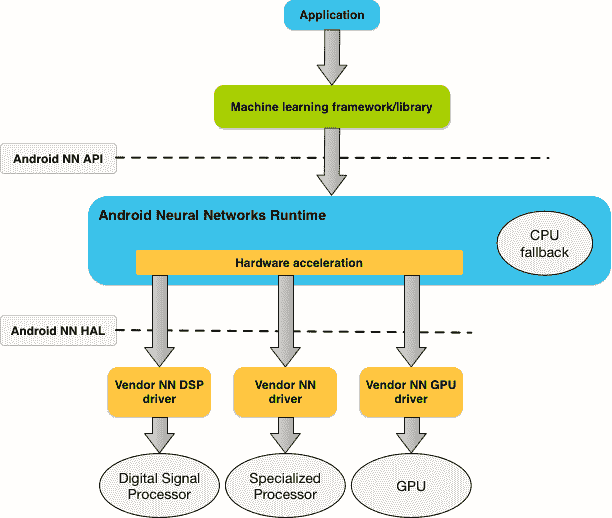 Application
Machine learning framework/library
Android NN API
Android Neural Networks Runtime
CPU
fallback
Hardware acceleration
Android NN HAL
Vendor NN DSP
driver
Vendor NN
driver
Vendor NN GPU
driver
Digital Signal
Processor
Specialized
Processor
GPU